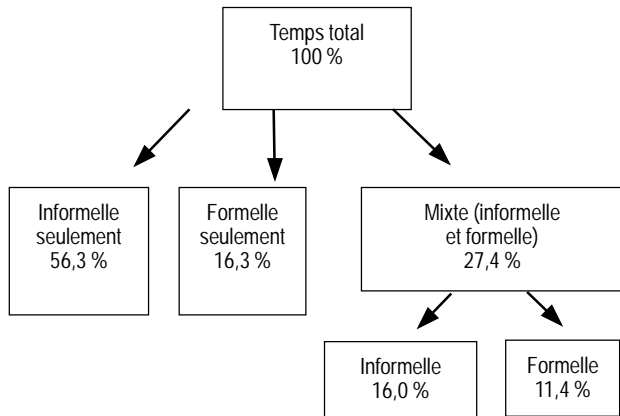 Temps total
100 %
Informelle
seulement
56,3 %
Formelle
seulement
16,3 %
Mixte (informelle
et formelle)
27,4 %
Informelle
16,0 %
Formelle
11,4 %